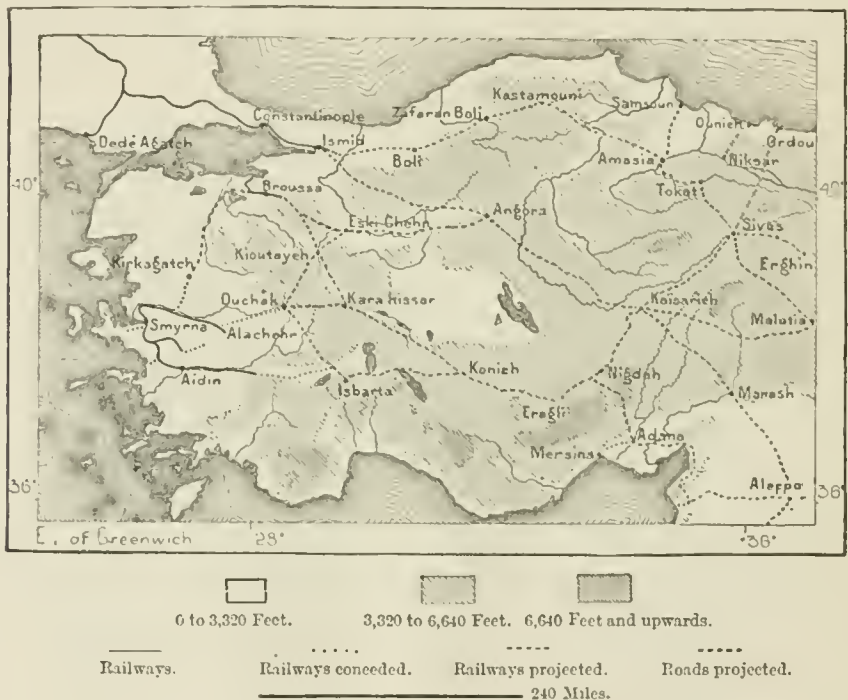 Kastamouni
Constantinople
Zafaran Boli
Samsoun
Ounieh
Ordou
Dede Agatch
Ismid
Boli
Amasia
Niksar
40°
40°
Broussa
Tokat
Angora
Eski Chehr
Sivas
Kioutayeh
Erghin
Kirkagatch
Ouchak
Kara Hissar
Kaisarieh
Smyrna
Alachehr
Malatia
Konieh
Nigdeh
Aidin
Isbarta
Marash
Eregli
Adana
Mersina
Aleppo
36°
36°
E. of Greenwich
28°
36°
0 to 3,320 Feet. 3,320 to 6,640 Feet. 6,640 Feet and upwards.
Railways. Railways conceded. Railways projected. Roads projected.
240 Miles.